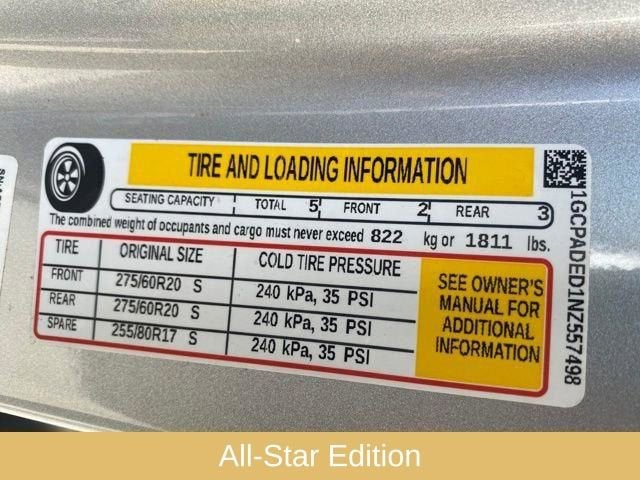 TIRE AND LOADING INFORMATION
SEATING CAPACITY TOTAL 5 FRONT 2 REAR 3
The combined weight of occupants and cargo must never exceed 822 kg or 1811 lbs.
TIRE ORIGINAL SIZE COLD TIRE PRESSURE
FRONT 275/60R20 S 240 kPa, 35 PSI
REAR 275/60R20 S 240 kPa, 35 PSI
SPARE 255/80R17 S 240 kPa, 35 PSI
SEE OWNER'S
MANUAL FOR
ADDITIONAL
INFORMATION
1GCPADED1NZ557498
All-Star Edition